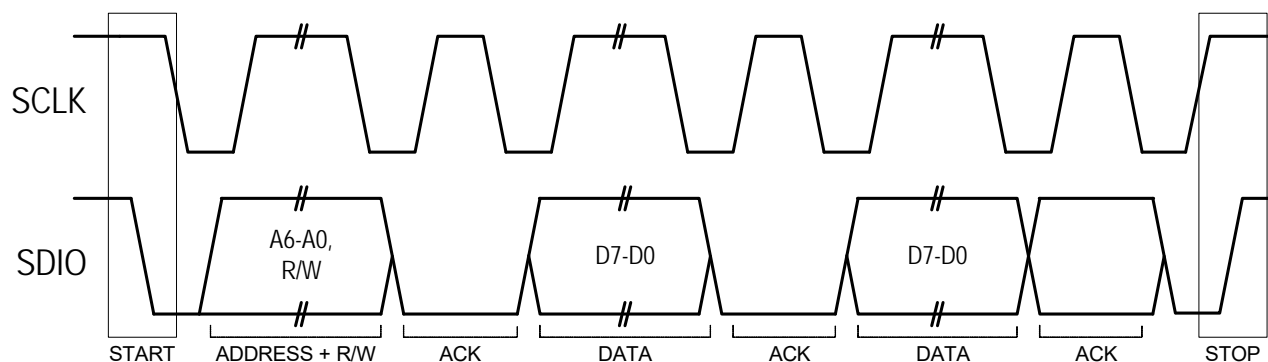 SCLK
SDIO
A6-A0,
R/W
D7-D0
D7-D0
START
ADDRESS + R/W
ACK
DATA
ACK
DATA
ACK
STOP